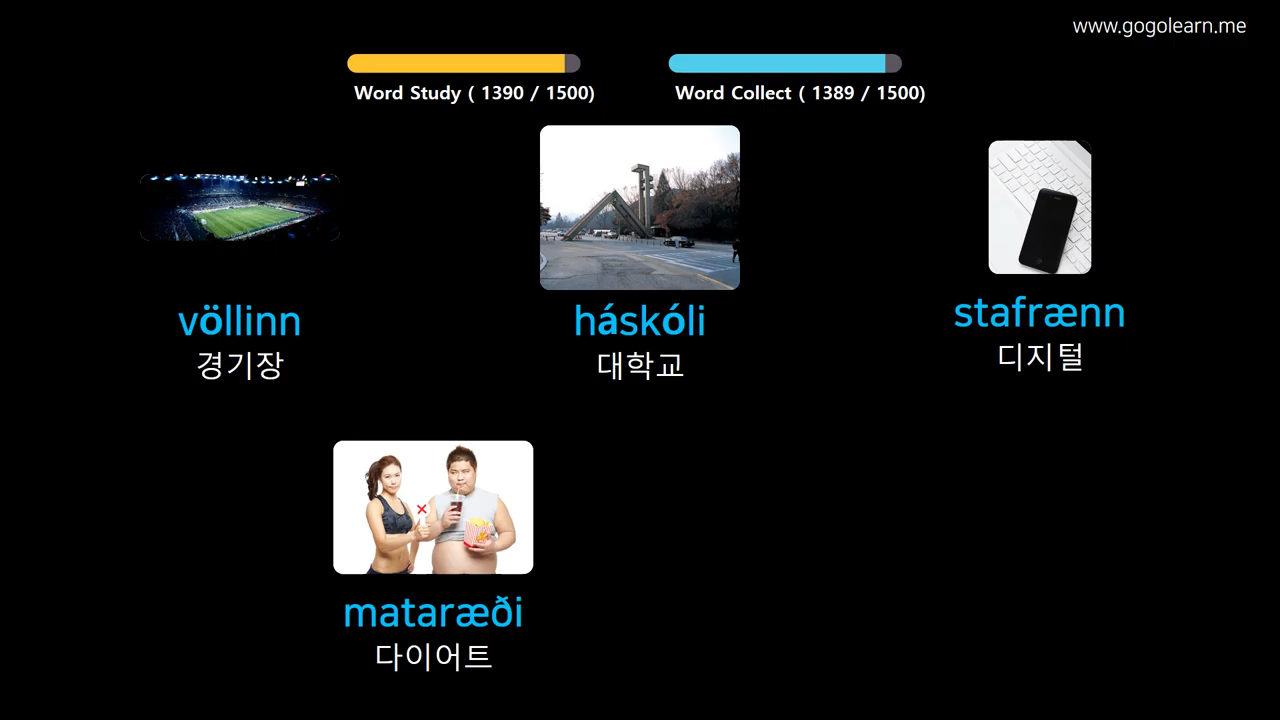 www.gogolearn.me
Word Study ( 1390 / 1500)
Word Collect ( 1389 / 1500)
völlinn
경기장
háskóli
대학교
stafrænn
디지털
mataræði
다이어트